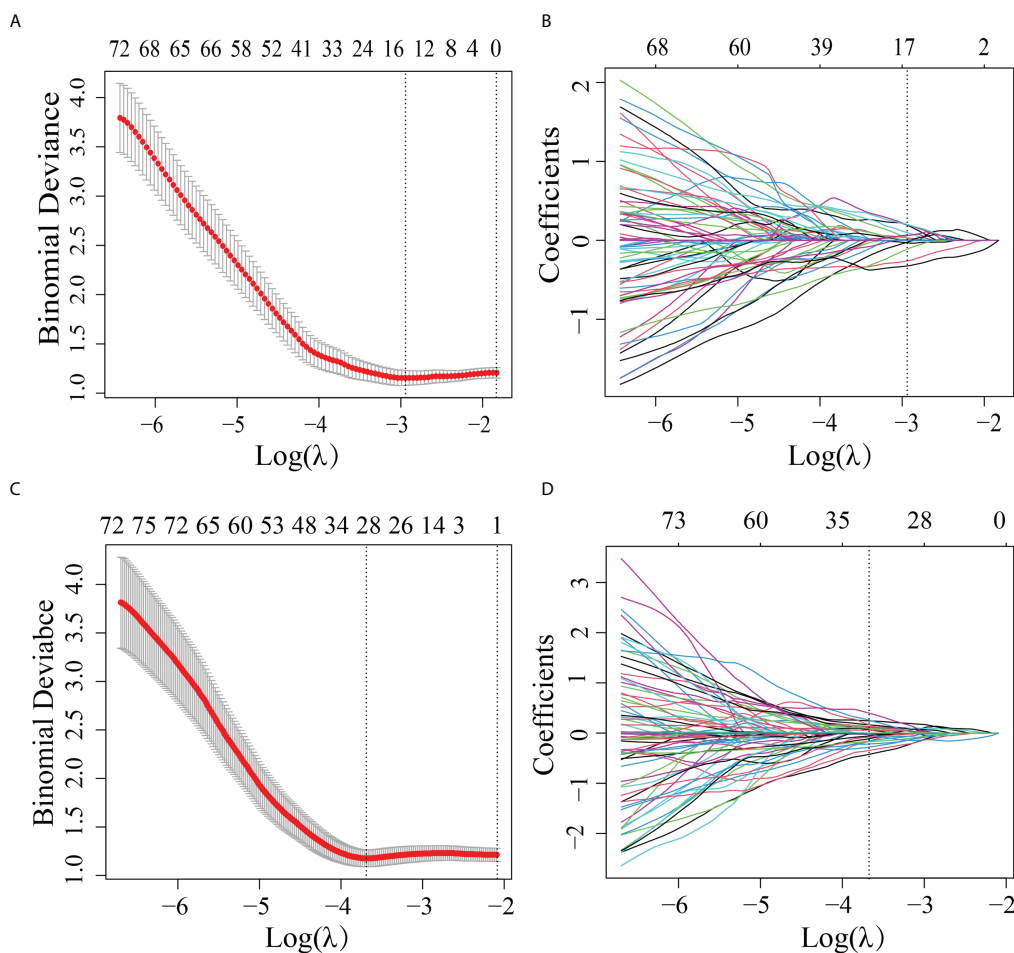 A
72 68 65 66 58 52 41 33 24 16 12 8 4 0
Binomial Deviance
4.0
3.5
3.0
2.5
2.0
1.5
1.0
−6 −5 −4 −3 −2
Log(λ)
B
68 60 39 17 2
Coefficients
2
1
0
−1
−6 −5 −4 −3 −2
Log(λ)
C
72 75 72 65 60 53 48 34 28 26 14 3 1
Binomial Deviabce
4.0
3.5
3.0
2.5
2.0
1.5
1.0
−6 −5 −4 −3 −2
Log(λ)
D
73 60 35 28 0
Coefficients
3
2
1
0
−1
−2
−6 −5 −4 −3 −2
Log(λ)